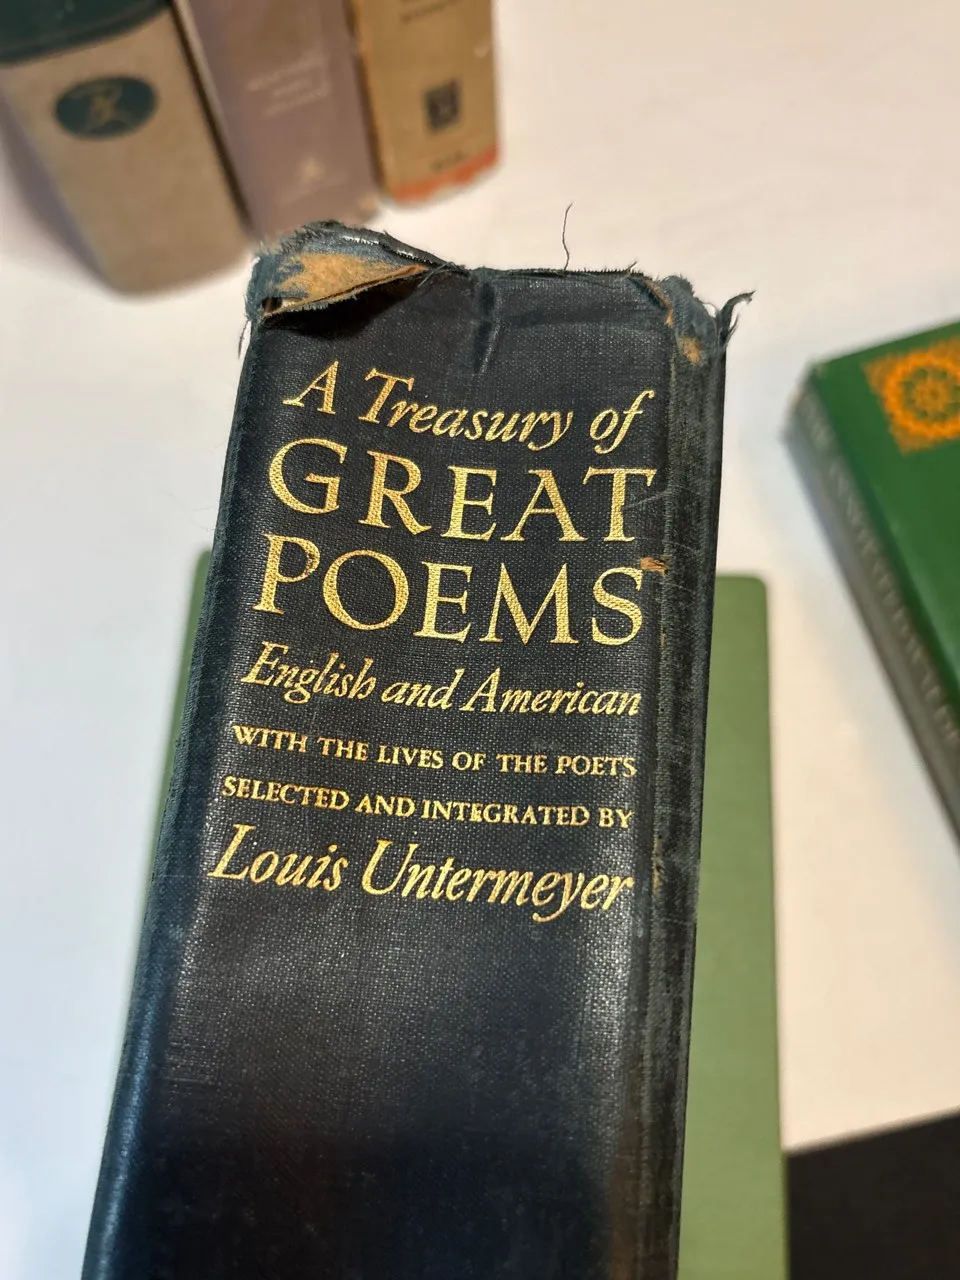 A Treasury of
GREAT
POEMS
English and American
WITH THE LIVES OF THE POETS
SELECTED AND INTEGRATED BY
Louis Untermeyer